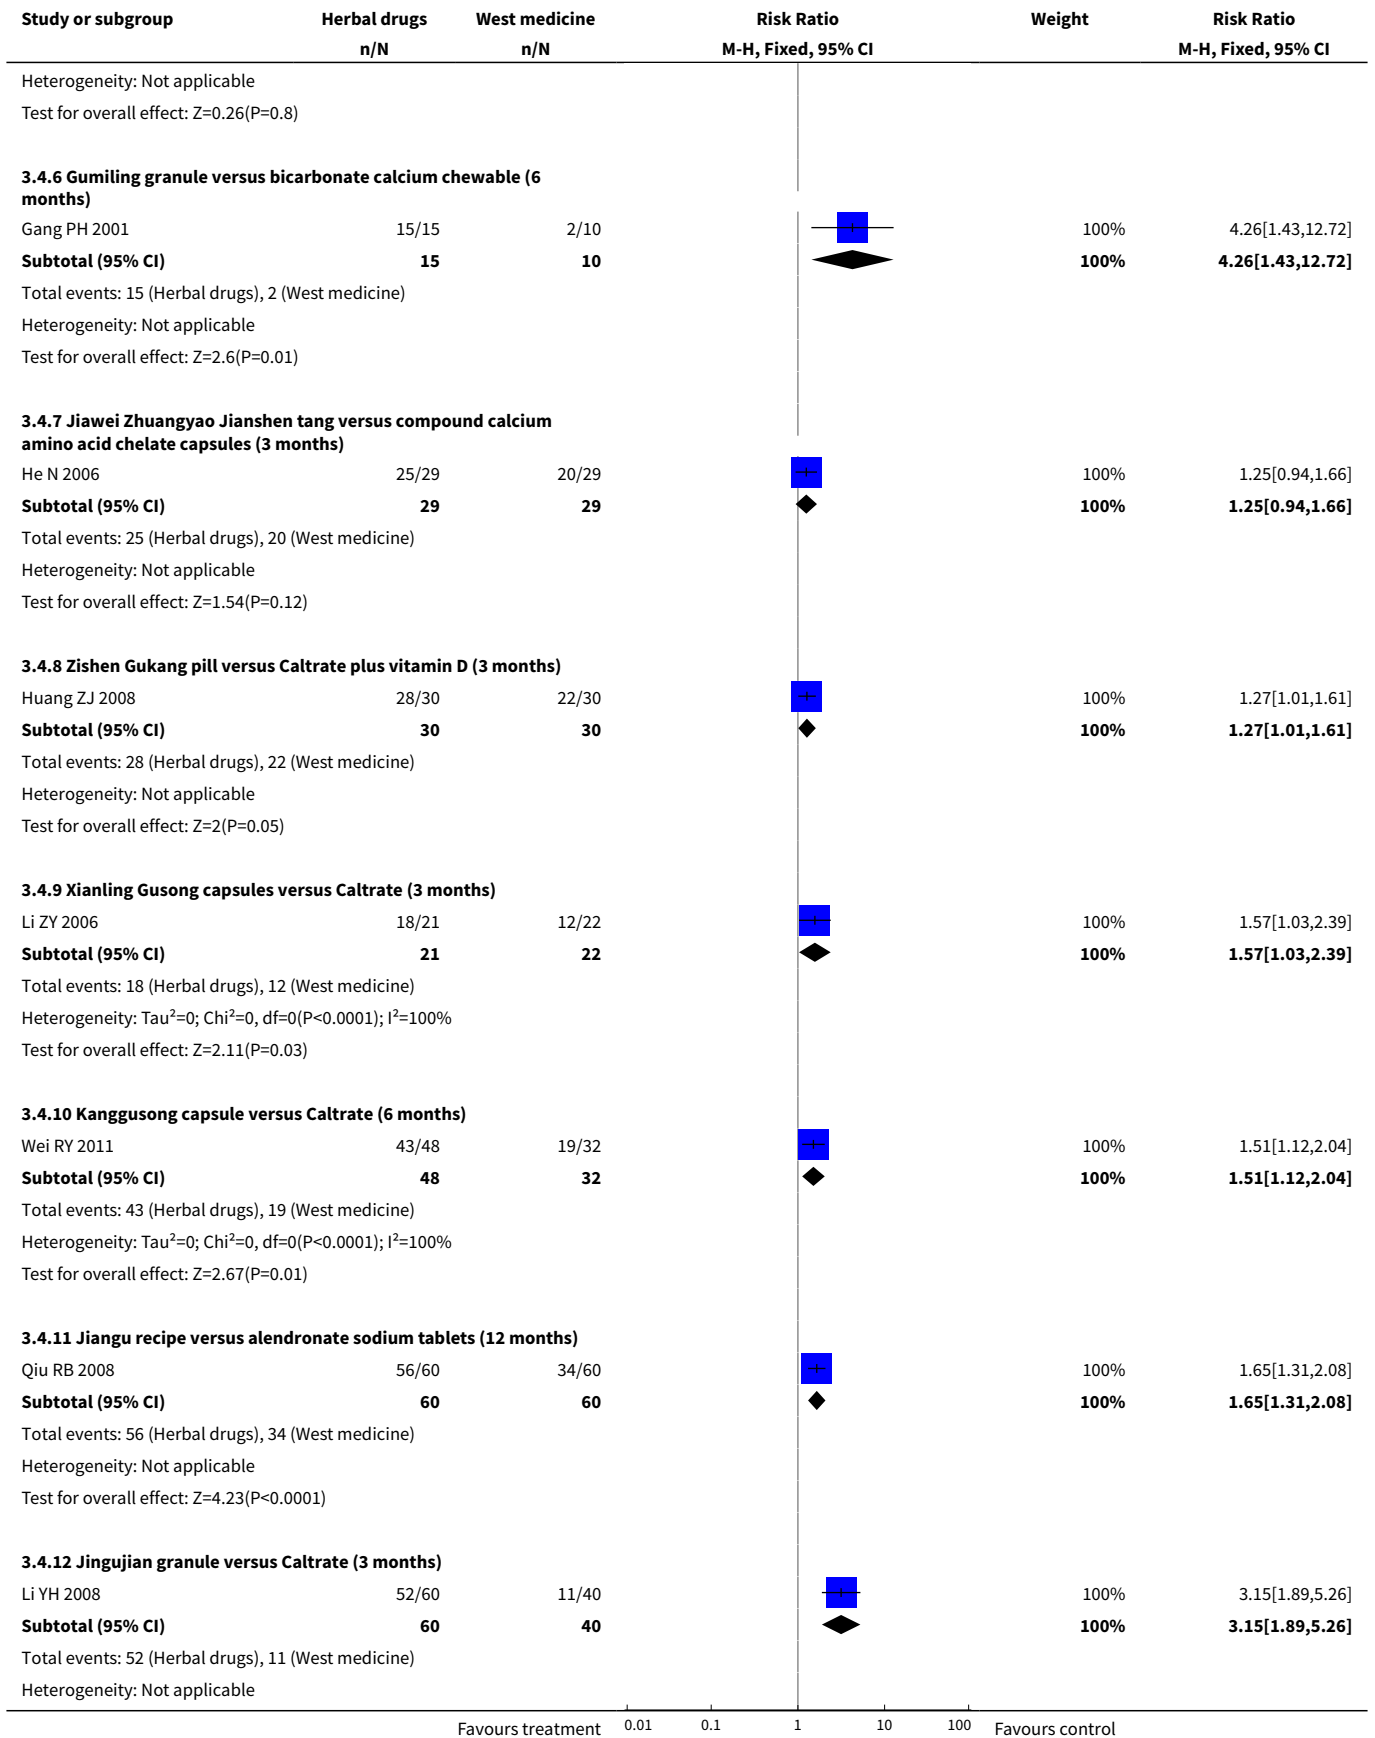 Study or subgroup Herbal drugs West medicine Risk Ratio Weight Risk Ratio
n/N n/N M-H, Fixed, 95% CI M-H, Fixed, 95% CI
Heterogeneity: Not applicable
Test for overall effect: Z=0.26(P=0.8)
3.4.6 Gumiling granule versus bicarbonate calcium chewable (6
months)
Gang PH 2001 15/15 2/10 100% 4.26[1.43,12.72]
Subtotal (95% CI) 15 10 100% 4.26[1.43,12.72]
Total events: 15 (Herbal drugs), 2 (West medicine)
Heterogeneity: Not applicable
Test for overall effect: Z=2.6(P=0.01)
3.4.7 Jiawei Zhuangyao Jianshen tang versus compound calcium
amino acid chelate capsules (3 months)
He N 2006 25/29 20/29 100% 1.25[0.94,1.66]
Subtotal (95% CI) 29 29 100% 1.25[0.94,1.66]
Total events: 25 (Herbal drugs), 20 (West medicine)
Heterogeneity: Not applicable
Test for overall effect: Z=1.54(P=0.12)
3.4.8 Zishen Gukang pill versus Caltrate plus vitamin D (3 months)
Huang ZJ 2008 28/30 22/30 100% 1.27[1.01,1.61]
Subtotal (95% CI) 30 30 100% 1.27[1.01,1.61]
Total events: 28 (Herbal drugs), 22 (West medicine)
Heterogeneity: Not applicable
Test for overall effect: Z=2(P=0.05)
3.4.9 Xianling Gusong capsules versus Caltrate (3 months)
Li ZY 2006 18/21 12/22 100% 1.57[1.03,2.39]
Subtotal (95% CI) 21 22 100% 1.57[1.03,2.39]
Total events: 18 (Herbal drugs), 12 (West medicine)
Heterogeneity: Tau²=0; Chi²=0, df=0(P<0.0001); I²=100%
Test for overall effect: Z=2.11(P=0.03)
3.4.10 Kanggusong capsule versus Caltrate (6 months)
Wei RY 2011 43/48 19/32 100% 1.51[1.12,2.04]
Subtotal (95% CI) 48 32 100% 1.51[1.12,2.04]
Total events: 43 (Herbal drugs), 19 (West medicine)
Heterogeneity: Tau²=0; Chi²=0, df=0(P<0.0001); I²=100%
Test for overall effect: Z=2.67(P=0.01)
3.4.11 Jiangu recipe versus alendronate sodium tablets (12 months)
Qiu RB 2008 56/60 34/60 100% 1.65[1.31,2.08]
Subtotal (95% CI) 60 60 100% 1.65[1.31,2.08]
Total events: 56 (Herbal drugs), 34 (West medicine)
Heterogeneity: Not applicable
Test for overall effect: Z=4.23(P<0.0001)
3.4.12 Jingujian granule versus Caltrate (3 months)
Li YH 2008 52/60 11/40 100% 3.15[1.89,5.26]
Subtotal (95% CI) 60 40 100% 3.15[1.89,5.26]
Total events: 52 (Herbal drugs), 11 (West medicine)
Heterogeneity: Not applicable
Favours treatment 0.01 0.1 1 10 100 Favours control